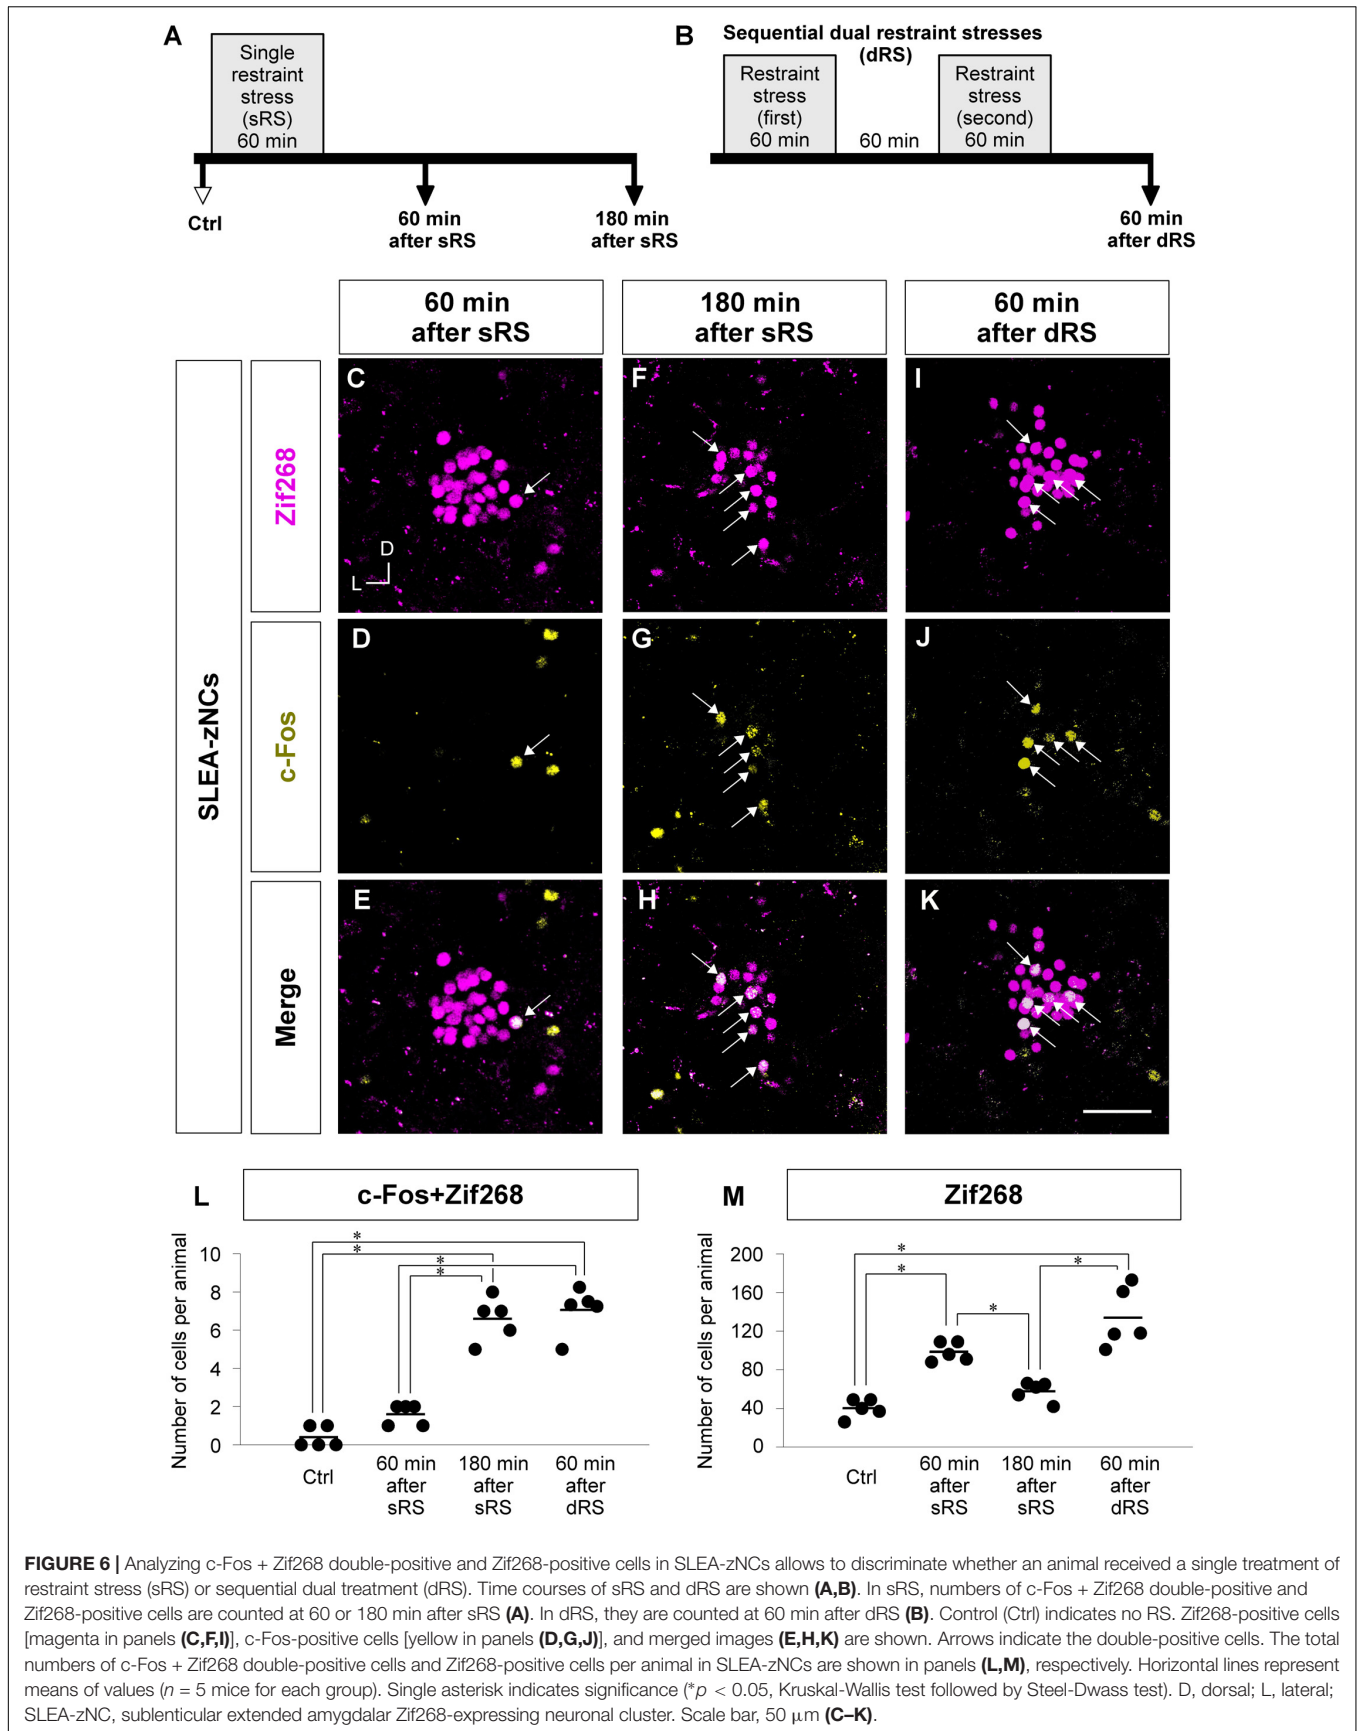 A
Single
restraint
stress
(sRS)
60 min
Ctrl
60 min
after sRS
180 min
after sRS
B
Sequential dual restraint stresses
(dRS)
Restraint
stress
(first)
60 min
60 min
Restraint
stress
(second)
60 min
60 min
after dRS
60 min
after sRS
180 min
after sRS
60 min
after dRS
SLEA-zNCs
Zif268
C
D
L
F
I
c-Fos
D
G
J
Merge
E
H
K
L
c-Fos+Zif268
Number of cells per animal
10
8
6
4
2
0
*
*
*
*
Ctrl
60 min
after
sRS
180 min
after
sRS
60 min
after
dRS
M
Zif268
Number of cells per animal
200
160
120
80
40
0
*
*
*
*
Ctrl
60 min
after
sRS
180 min
after
sRS
60 min
after
dRS
FIGURE 6 | Analyzing c-Fos + Zif268 double-positive and Zif268-positive cells in SLEA-zNCs allows to discriminate whether an animal received a single treatment of
restraint stress (sRS) or sequential dual treatment (dRS). Time courses of sRS and dRS are shown (A,B). In sRS, numbers of c-Fos + Zif268 double-positive and
Zif268-positive cells are counted at 60 or 180 min after sRS (A). In dRS, they are counted at 60 min after dRS (B). Control (Ctrl) indicates no RS. Zif268-positive cells
[magenta in panels (C,F,I)], c-Fos-positive cells [yellow in panels (D,G,J)], and merged images (E,H,K) are shown. Arrows indicate the double-positive cells. The total
numbers of c-Fos + Zif268 double-positive cells and Zif268-positive cells per animal in SLEA-zNCs are shown in panels (L,M), respectively. Horizontal lines represent
means of values (n = 5 mice for each group). Single asterisk indicates significance (*p < 0.05, Kruskal-Wallis test followed by Steel-Dwass test). D, dorsal; L, lateral;
SLEA-zNC, sublenticular extended amygdalar Zif268-expressing neuronal cluster. Scale bar, 50 μm (C–K).